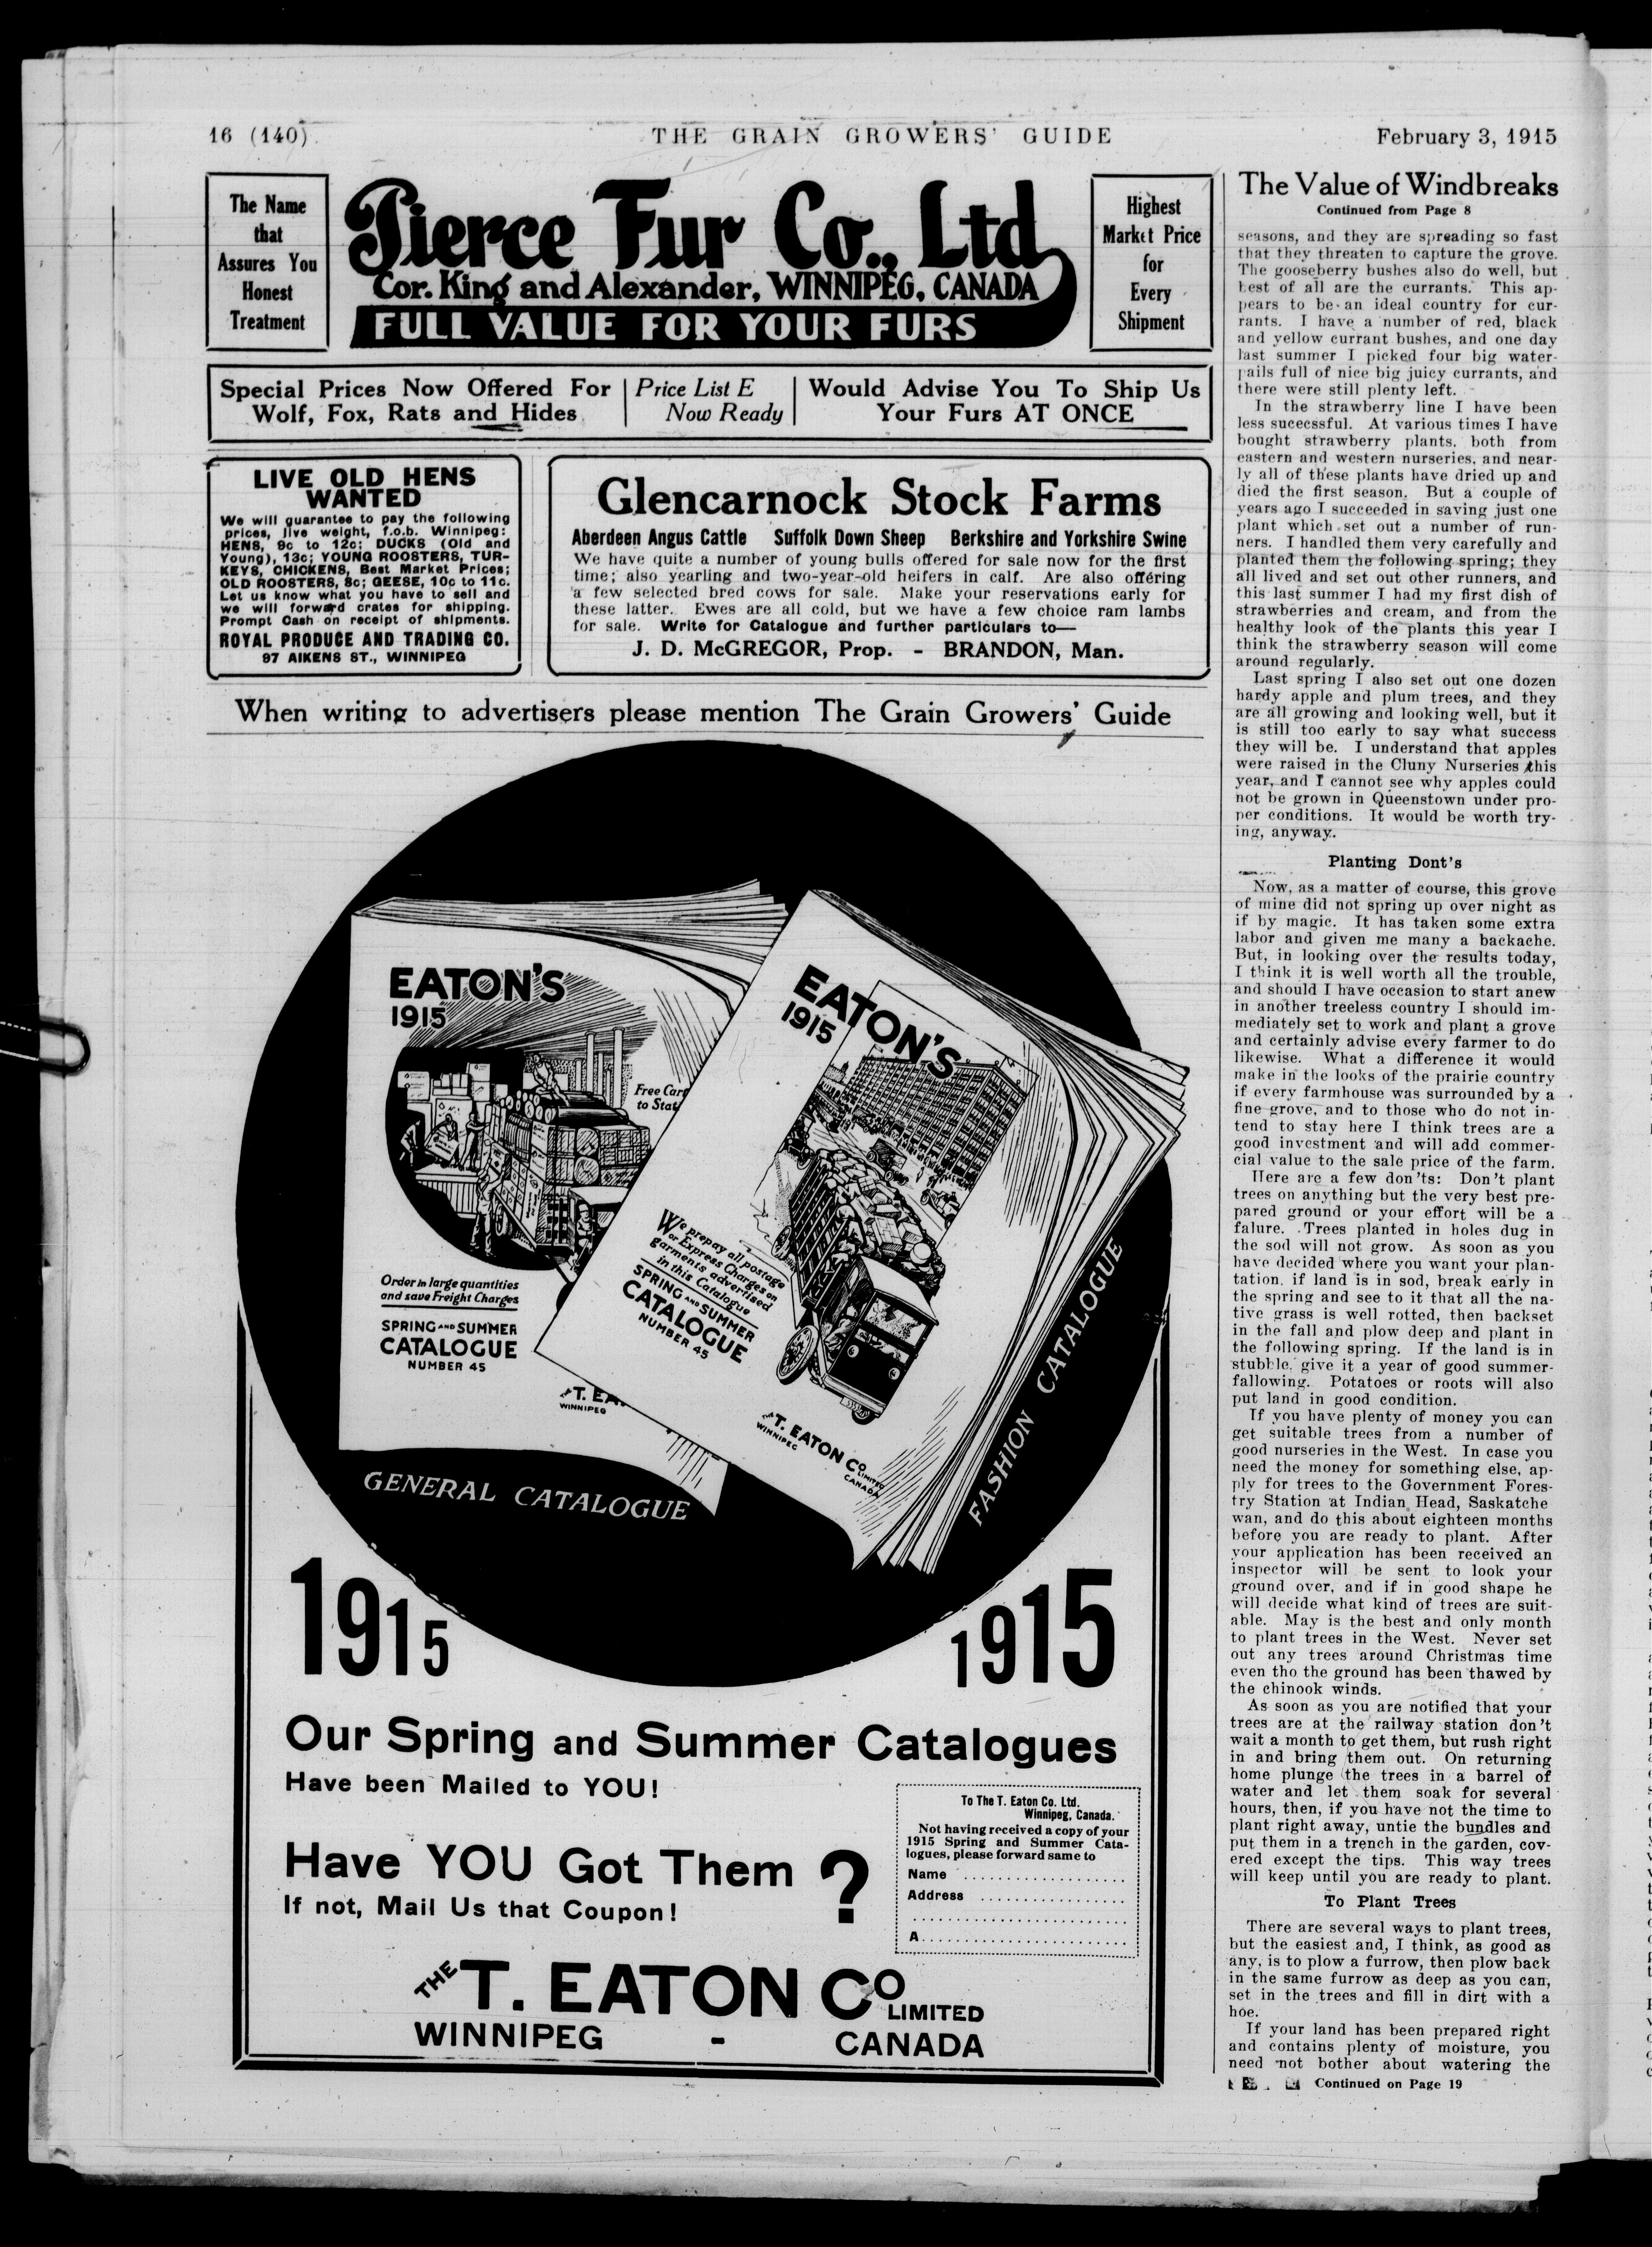 16 (140)
THE GRAIN GROWERS' GUIDE
February 3, 1915
The Name
that
Assures You
Honest
Treatment
Pierce Fur Co., Ltd.
Cor. King and Alexander, WINNIPEG, CANADA
FULL VALUE FOR YOUR FURS
Highest
Market Price
for
Every
Shipment
Special Prices Now Offered For
Wolf, Fox, Rats and Hides
Price List E
Now Ready
Would Advise You To Ship Us
Your Furs AT ONCE
LIVE OLD HENS
WANTED
We will guarantee to pay the following
prices, live weight, f.o.b. Winnipeg:
HENS, 9c to 12c; DUCKS (Old and
Young), 13c; YOUNG ROOSTERS, TUR-
KEYS, CHICKENS, Best Market Prices;
OLD ROOSTERS, 8c; GEESE, 10c to 11c.
Let us know what you have to sell and
we will forward crates for shipping.
Prompt Cash on receipt of shipments.
ROYAL PRODUCE AND TRADING CO.
97 AIKENS ST., WINNIPEG
Glencarnock Stock Farms
Aberdeen Angus Cattle Suffolk Down Sheep Berkshire and Yorkshire Swine
We have quite a number of young bulls offered for sale now for the first
time; also yearling and two-year-old heifers in calf. Are also offering
a few selected bred cows for sale. Make your reservations early for
these latter. Ewes are all cold, but we have a few choice ram lambs
for sale. Write for Catalogue and further particulars to—
J. D. McGREGOR, Prop. - BRANDON, Man.
When writing to advertisers please mention The Grain Growers' Guide
EATON'S
1915
Free Car
to Stat
Order in large quantities
and save Freight Charges
SPRING AND SUMMER
CATALOGUE
NUMBER 45
T. EA
WINNIPEG
GENERAL CATALOGUE
EATON'S
1915
We prepay all postage
or Express Charges on
garments advertised
in this Catalogue
SPRING AND SUMMER
CATALOGUE
NUMBER 45
THE T. EATON CO LIMITED
WINNIPEG CANADA
FASHION CATALOGUE
1915
1915
Our Spring and Summer Catalogues
Have been Mailed to YOU!
Have YOU Got Them ?
If not, Mail Us that Coupon!
To The T. Eaton Co. Ltd.
Winnipeg, Canada.
Not having received a copy of your
1915 Spring and Summer Cata-
logues, please forward same to
Name ....................
Address ..................
..........................
A..........................
THE T. EATON CO LIMITED
WINNIPEG - CANADA
The Value of Windbreaks
Continued from Page 8
seasons, and they are spreading so fast
that they threaten to capture the grove.
The gooseberry bushes also do well, but
best of all are the currants. This ap-
pears to be an ideal country for cur-
rants. I have a number of red, black
and yellow currant bushes, and one day
last summer I picked four big water-
pails full of nice big juicy currants, and
there were still plenty left.
In the strawberry line I have been
less sucecssful. At various times I have
bought strawberry plants, both from
eastern and western nurseries, and near-
ly all of these plants have dried up and
died the first season. But a couple of
years ago I succeeded in saving just one
plant which set out a number of run-
ners. I handled them very carefully and
planted them the following spring; they
all lived and set out other runners, and
this last summer I had my first dish of
strawberries and cream, and from the
healthy look of the plants this year I
think the strawberry season will come
around regularly.
Last spring I also set out one dozen
hardy apple and plum trees, and they
are all growing and looking well, but it
is still too early to say what success
they will be. I understand that apples
were raised in the Cluny Nurseries this
year, and I cannot see why apples could
not be grown in Queenstown under pro-
per conditions. It would be worth try-
ing, anyway.
Planting Dont's
Now, as a matter of course, this grove
of mine did not spring up over night as
if by magic. It has taken some extra
labor and given me many a backache.
But, in looking over the results today,
I think it is well worth all the trouble,
and should I have occasion to start anew
in another treeless country I should im-
mediately set to work and plant a grove
and certainly advise every farmer to do
likewise. What a difference it would
make in the looks of the prairie country
if every farmhouse was surrounded by a
fine grove, and to those who do not in-
tend to stay here I think trees are a
good investment and will add commer-
cial value to the sale price of the farm.
Here are a few don'ts: Don't plant
trees on anything but the very best pre-
pared ground or your effort will be a
falure. Trees planted in holes dug in
the sod will not grow. As soon as you
have decided where you want your plan-
tation, if land is in sod, break early in
the spring and see to it that all the na-
tive grass is well rotted, then backset
in the fall and plow deep and plant in
the following spring. If the land is in
stubble, give it a year of good summer-
fallowing. Potatoes or roots will also
put land in good condition.
If you have plenty of money you can
get suitable trees from a number of
good nurseries in the West. In case you
need the money for something else, ap-
ply for trees to the Government Fores-
try Station at Indian Head, Saskatche
wan, and do this about eighteen months
before you are ready to plant. After
your application has been received an
inspector will be sent to look your
ground over, and if in good shape he
will decide what kind of trees are suit-
able. May is the best and only month
to plant trees in the West. Never set
out any trees around Christmas time
even tho the ground has been thawed by
the chinook winds.
As soon as you are notified that your
trees are at the railway station don't
wait a month to get them, but rush right
in and bring them out. On returning
home plunge the trees in a barrel of
water and let them soak for several
hours, then, if you have not the time to
plant right away, untie the bundles and
put them in a trench in the garden, cov-
ered except the tips. This way trees
will keep until you are ready to plant.
To Plant Trees
There are several ways to plant trees,
but the easiest and, I think, as good as
any, is to plow a furrow, then plow back
in the same furrow as deep as you can,
set in the trees and fill in dirt with a
hoe.
If your land has been prepared right
and contains plenty of moisture, you
need not bother about watering the
Continued on Page 19